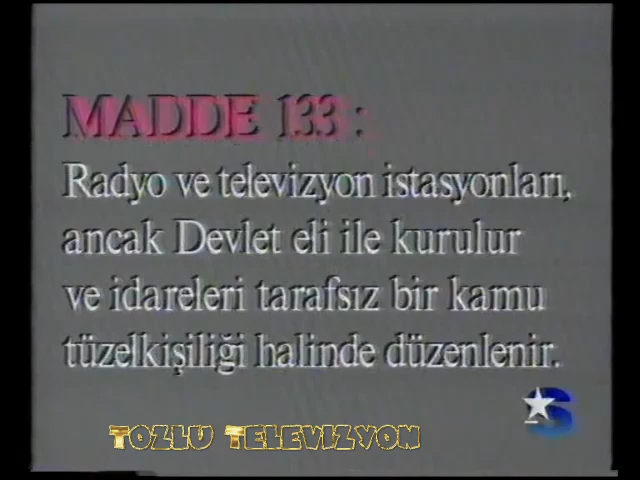 MADDE 133 :
Radyo ve televizyon istasyonları,
ancak Devlet eli ile kurulur
ve idareleri tarafsız bir kamu
tüzelkişiliği halinde düzenlenir.
S
TOZLU TELEVIZYON